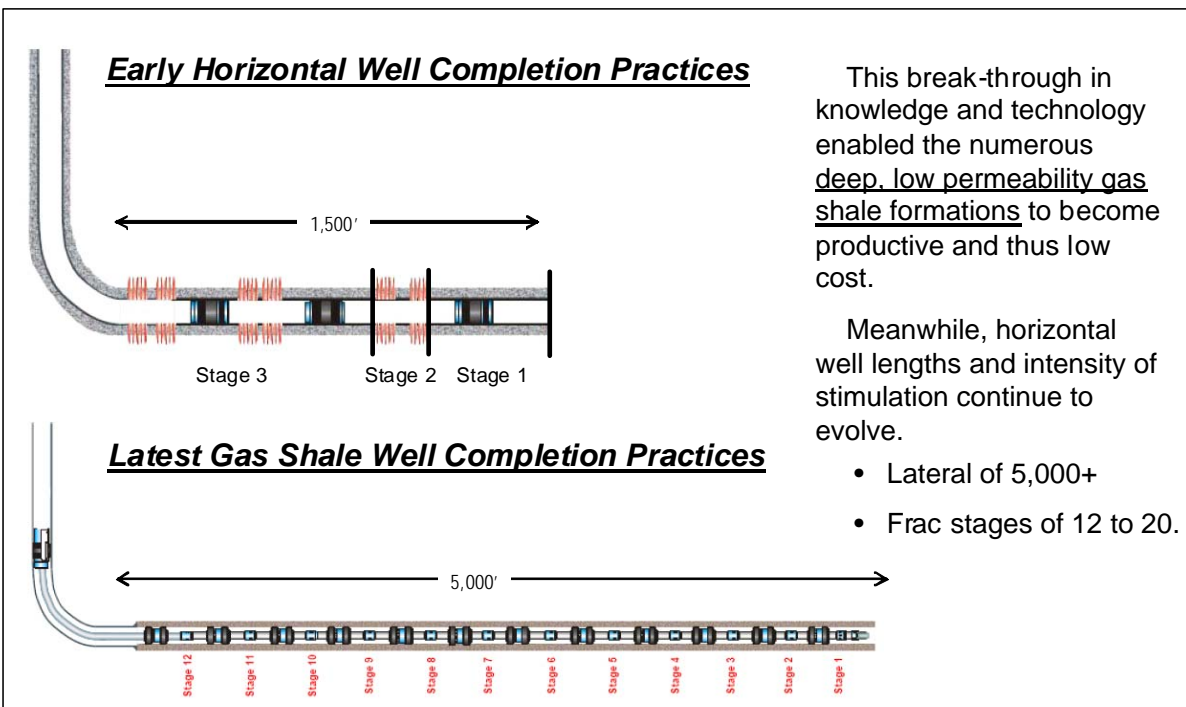 Early Horizontal Well Completion Practices
1,500’
Stage 3
Stage 2
Stage 1
Latest Gas Shale Well Completion Practices
5,000’
Stage 12
Stage 11
Stage 10
Stage 9
Stage 8
Stage 7
Stage 6
Stage 5
Stage 4
Stage 3
Stage 2
Stage 1
This break-through in
knowledge and technology
enabled the numerous
deep, low permeability gas
shale formations to become
productive and thus low
cost.
Meanwhile, horizontal
well lengths and intensity of
stimulation continue to
evolve.
• Lateral of 5,000+
• Frac stages of 12 to 20.